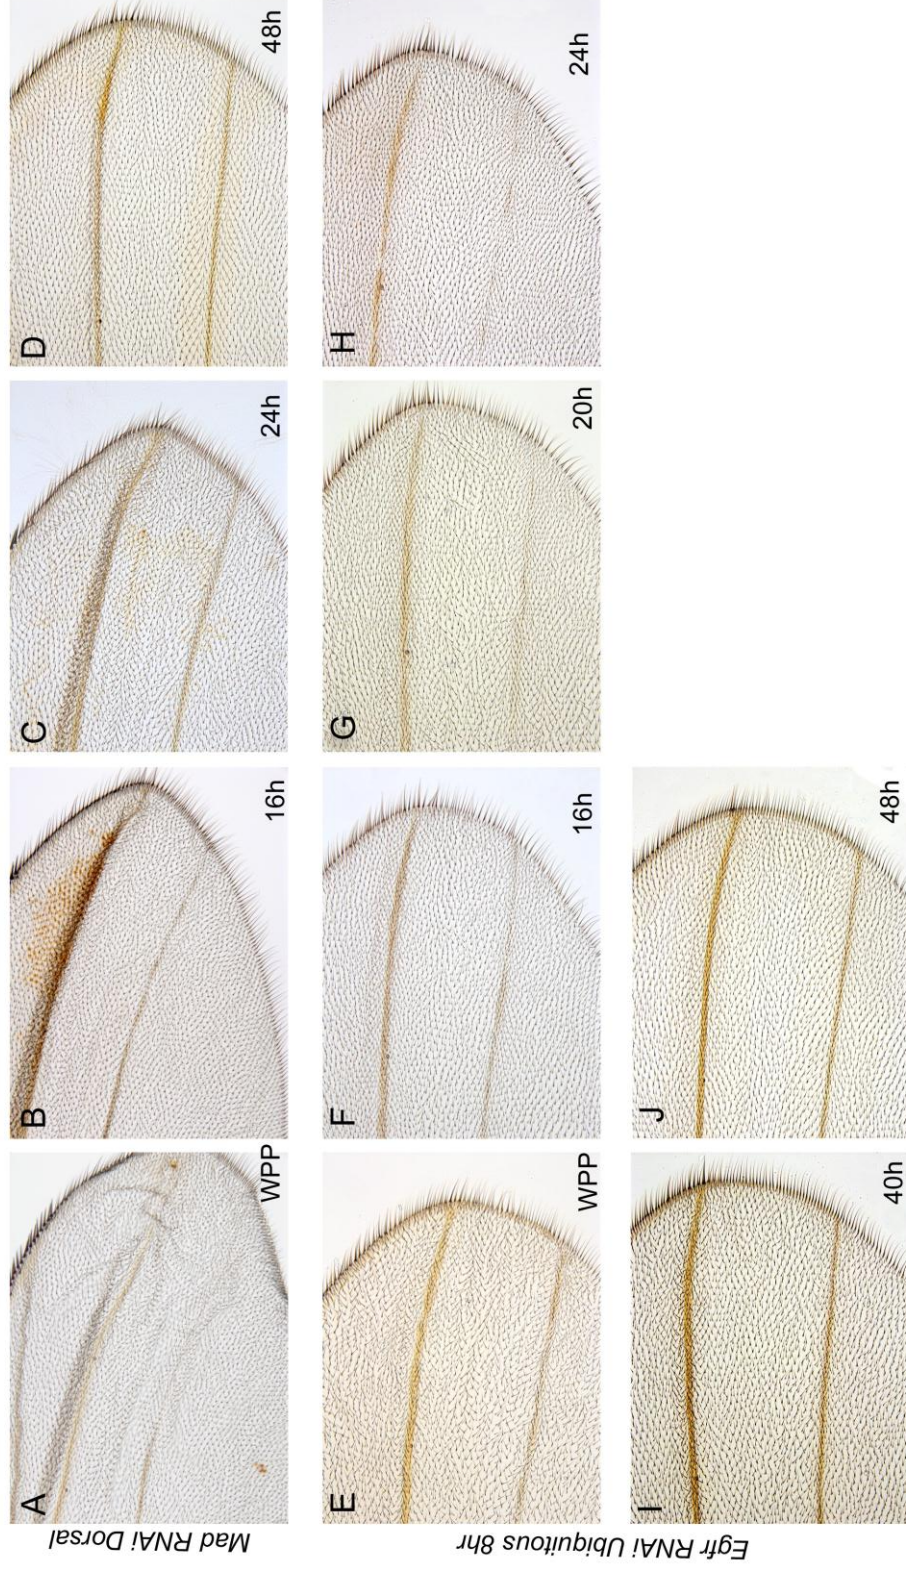 Mad RNAi Dorsal
A
WPP
B
16h
C
24h
D
48h
Egfr RNAi Ubiquitous 8hr
E
WPP
F
16h
G
20h
H
24h
I
40h
J
48h